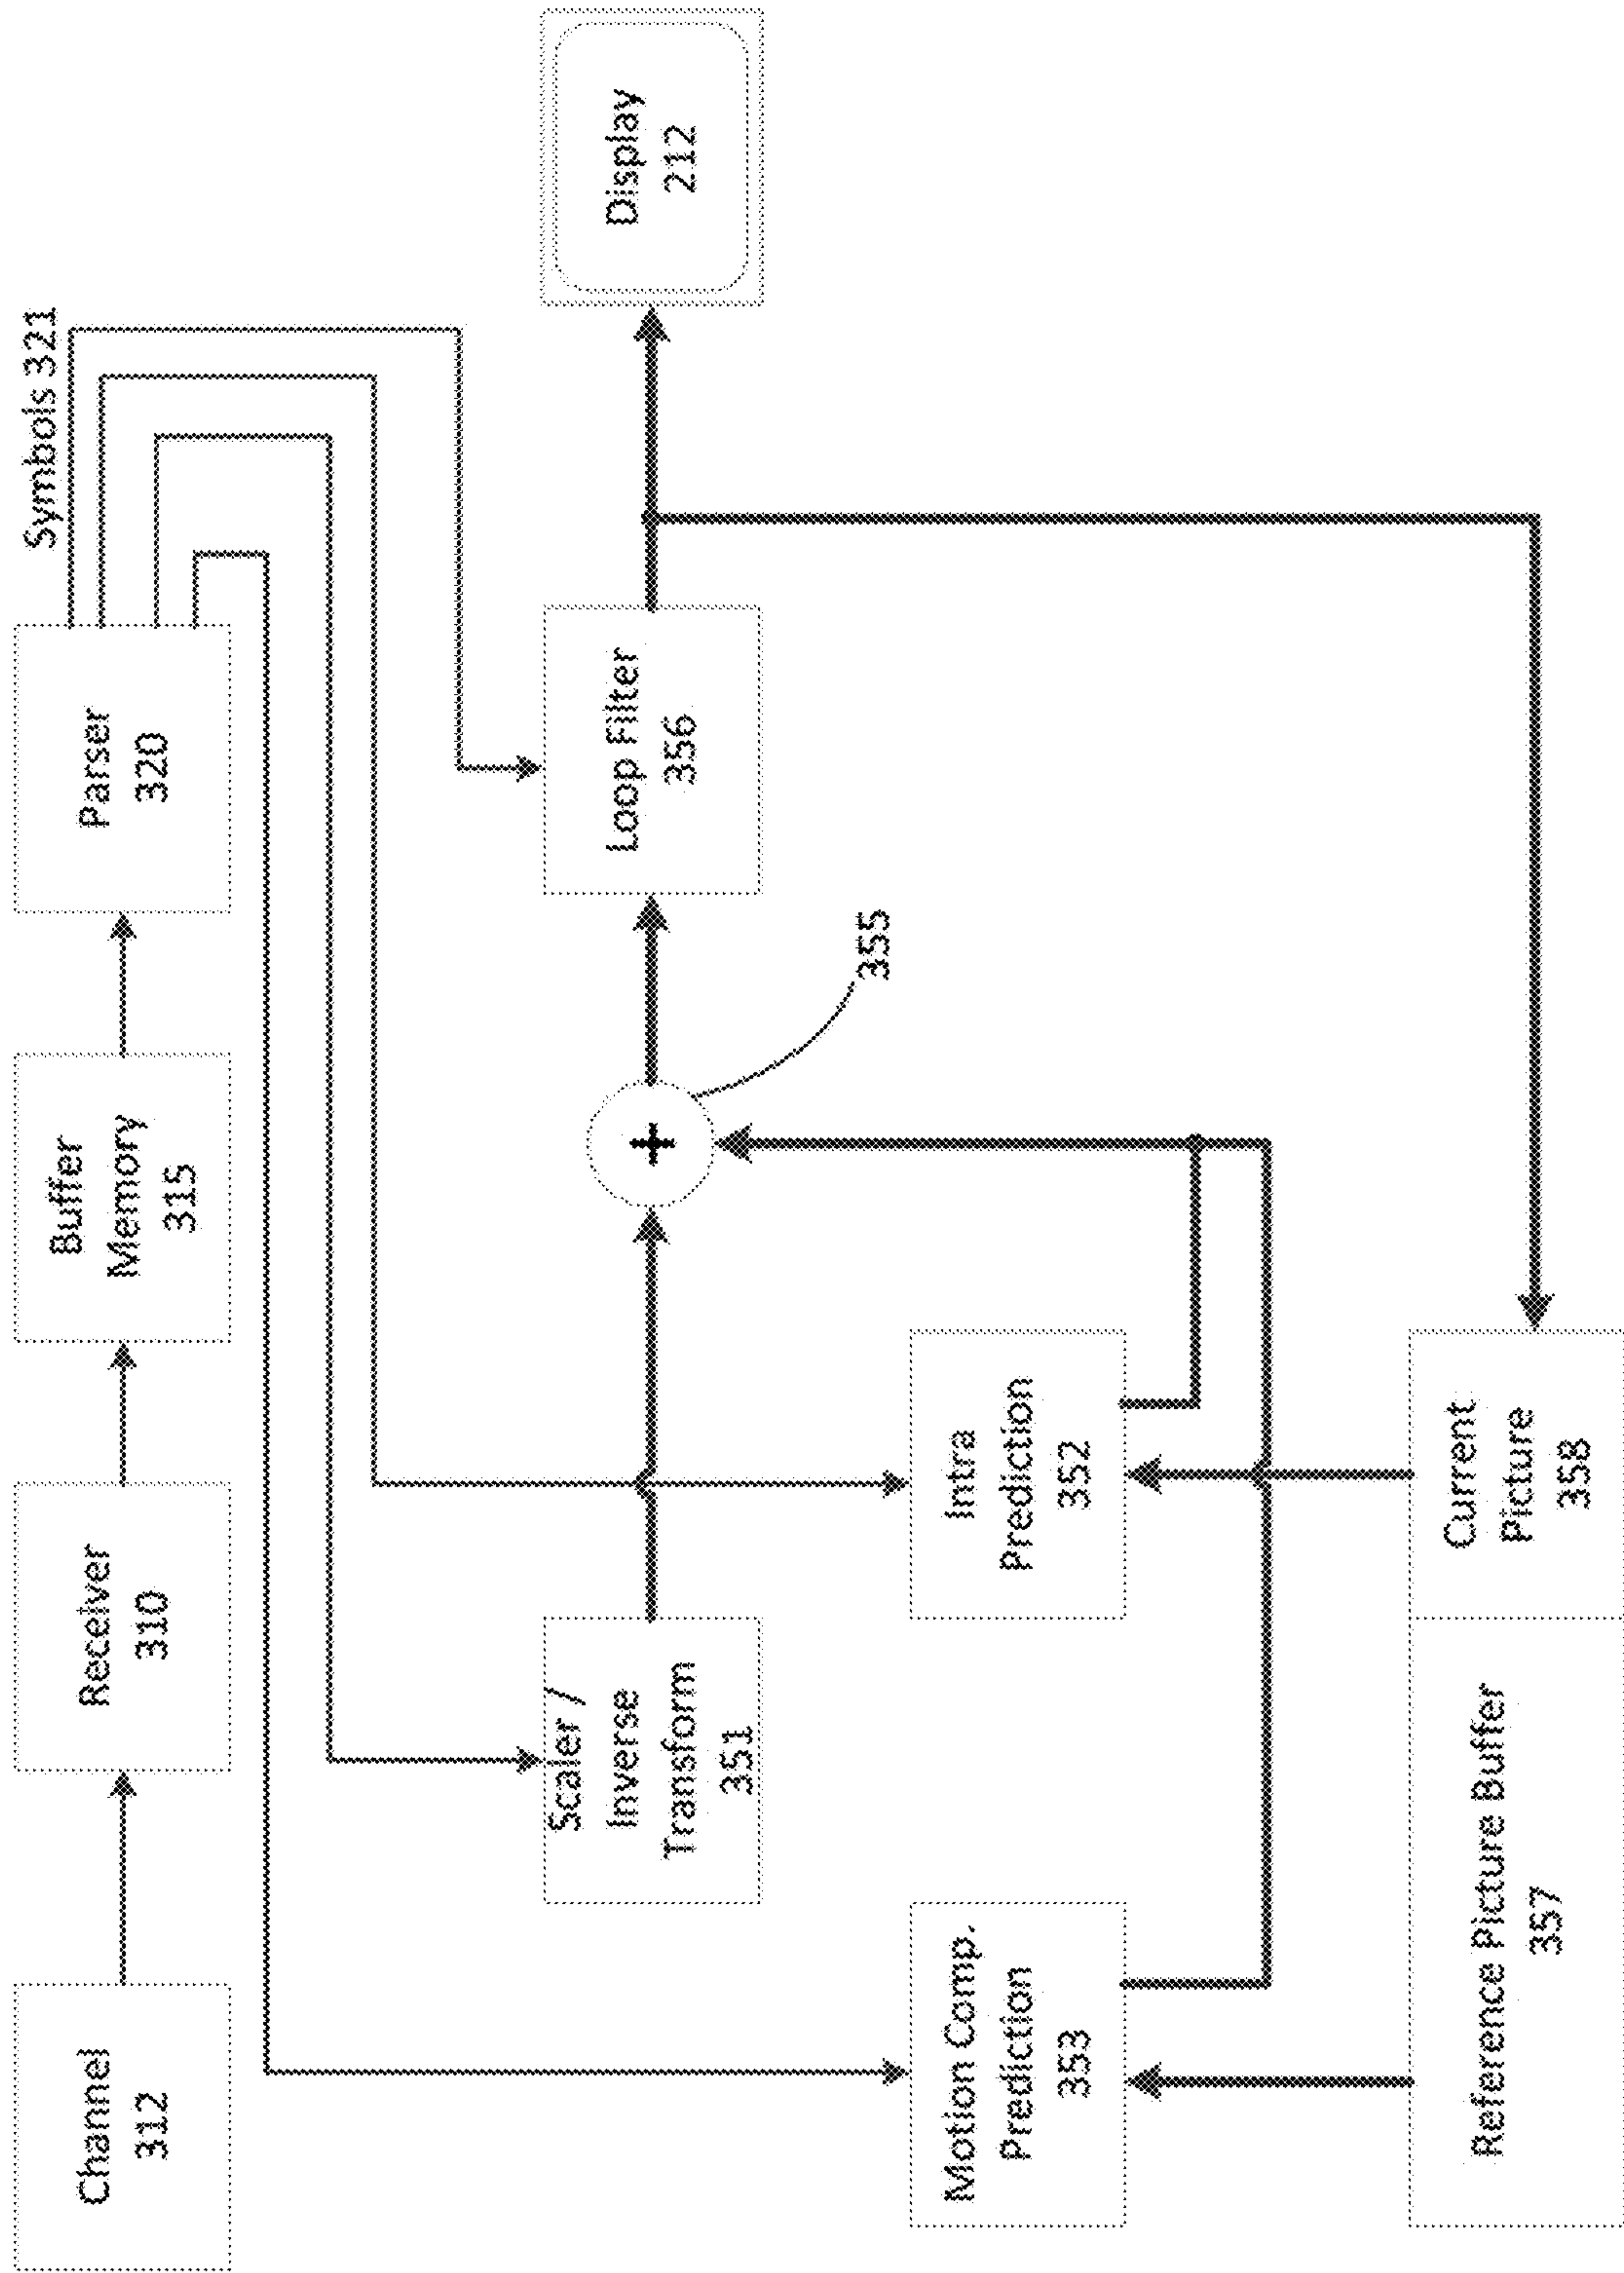 Channel
312
Receiver
310
Buffer
Memory
315
Parser
320
Symbols 321
Scaler /
Inverse
Transform
351
+
355
Loop Filter
356
Display
212
Motion Comp.
Prediction
353
Intra
Prediction
352
Reference Picture Buffer
357
Current
Picture
358